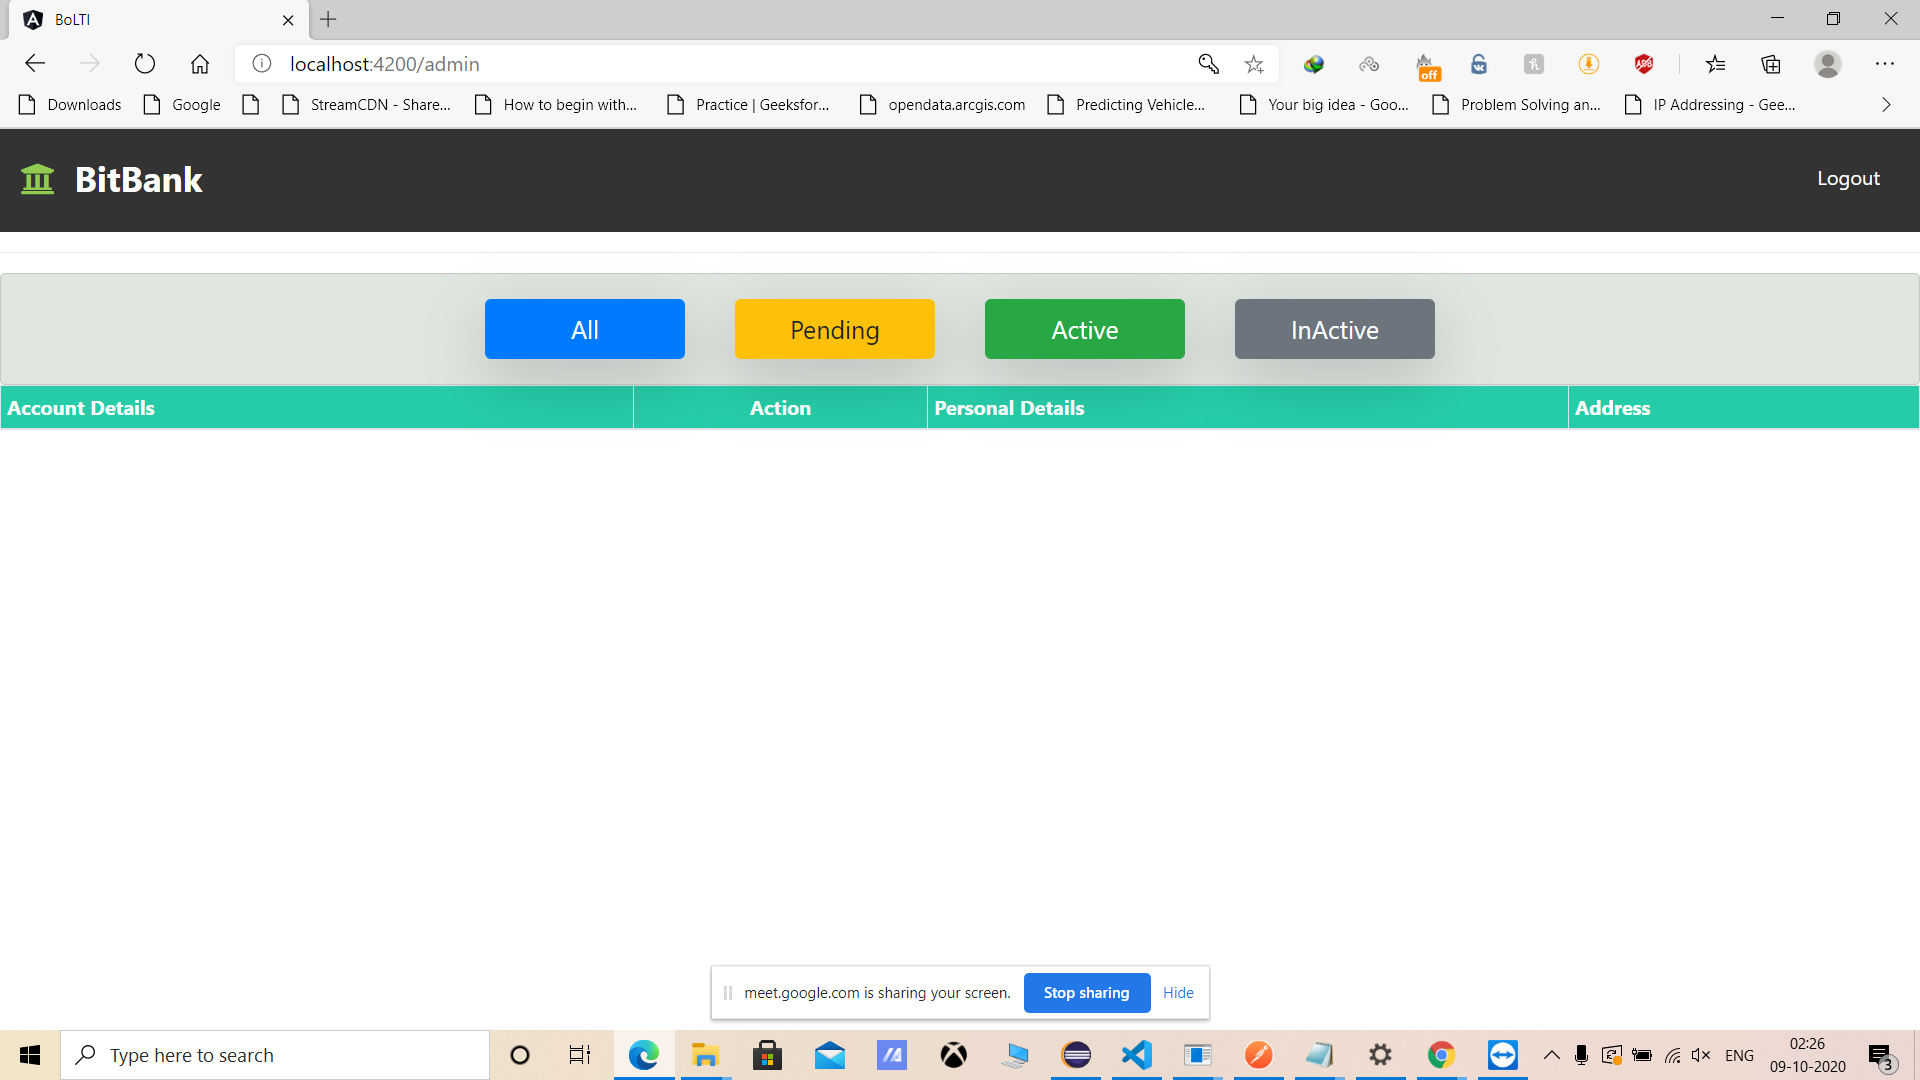 BoLTI
localhost:4200/admin
off
Downloads Google StreamCDN - Share... How to begin with... Practice | Geeksfor... opendata.arcgis.com Predicting Vehicle... Your big idea - Goo... Problem Solving an... IP Addressing - Gee...
BitBank
Logout
All Pending Active InActive
Account Details Action Personal Details Address
meet.google.com is sharing your screen. Stop sharing Hide
Type here to search
ENG
02:26
09-10-2020
3